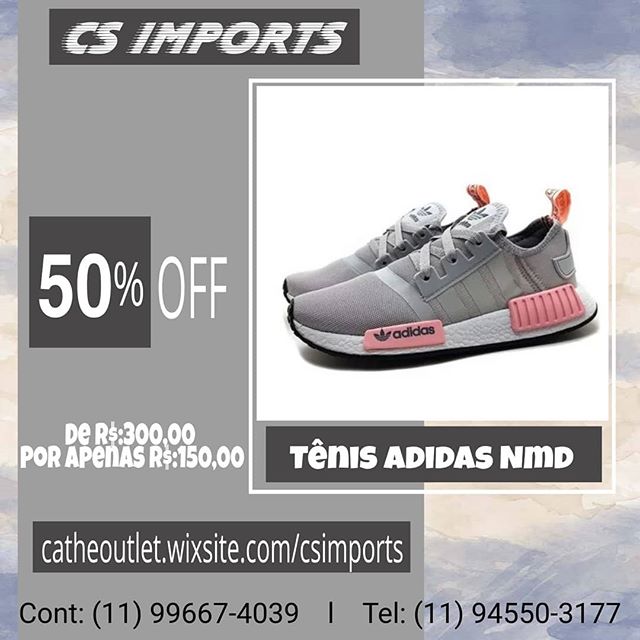 CS IMPORTS
50% OFF
adidas
De R$:300,00
Por Apenas R$:150,00
Tênis Adidas Nmd
catheoutlet.wixsite.com/csimports
Cont: (11) 99667-4039 | Tel: (11) 94550-3177